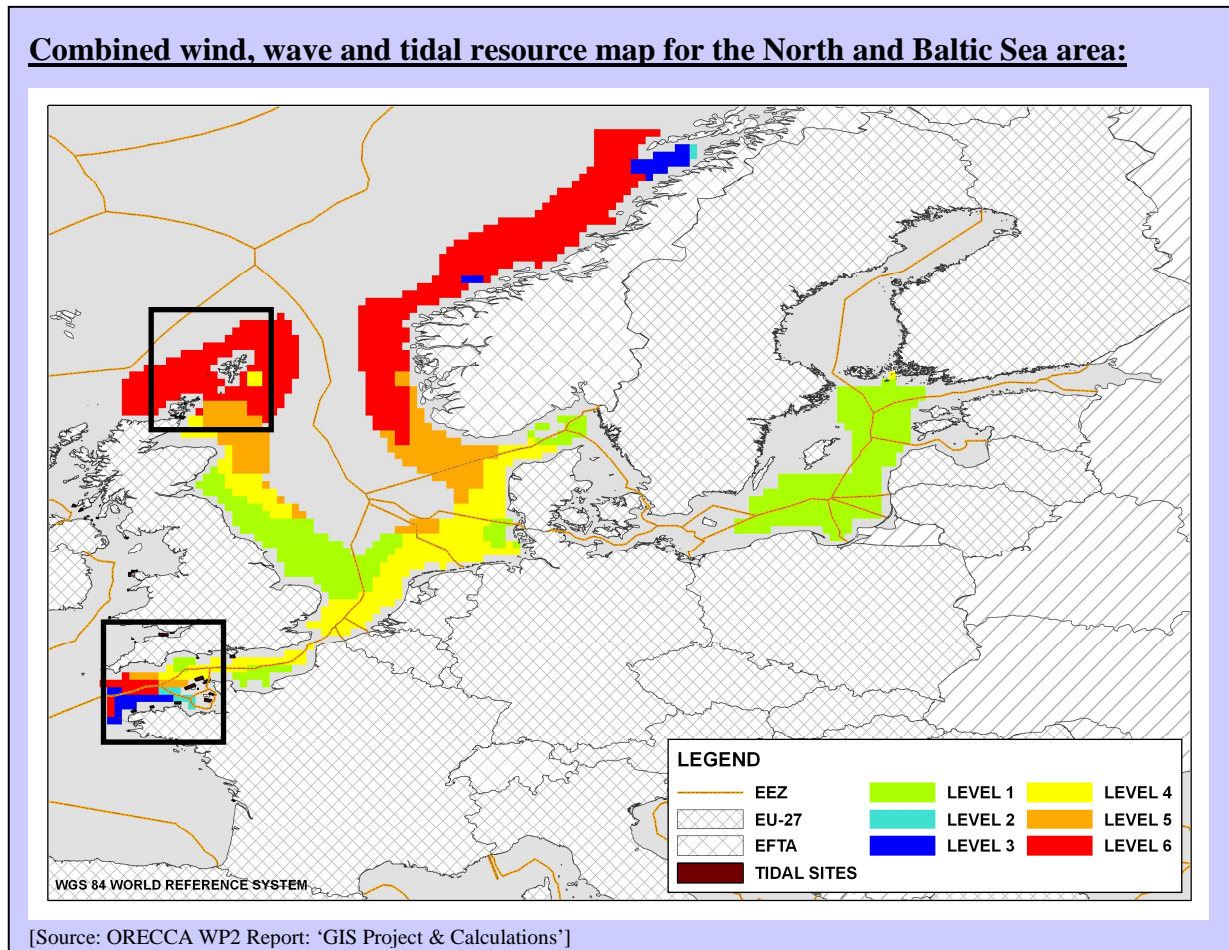 Combined wind, wave and tidal resource map for the North and Baltic Sea area:
LEGEND
EEZ
EU-27
EFTA
TIDAL SITES
LEVEL 1
LEVEL 2
LEVEL 3
LEVEL 4
LEVEL 5
LEVEL 6
WGS 84 WORLD REFERENCE SYSTEM
[Source: ORECCA WP2 Report: ‘GIS Project & Calculations’]